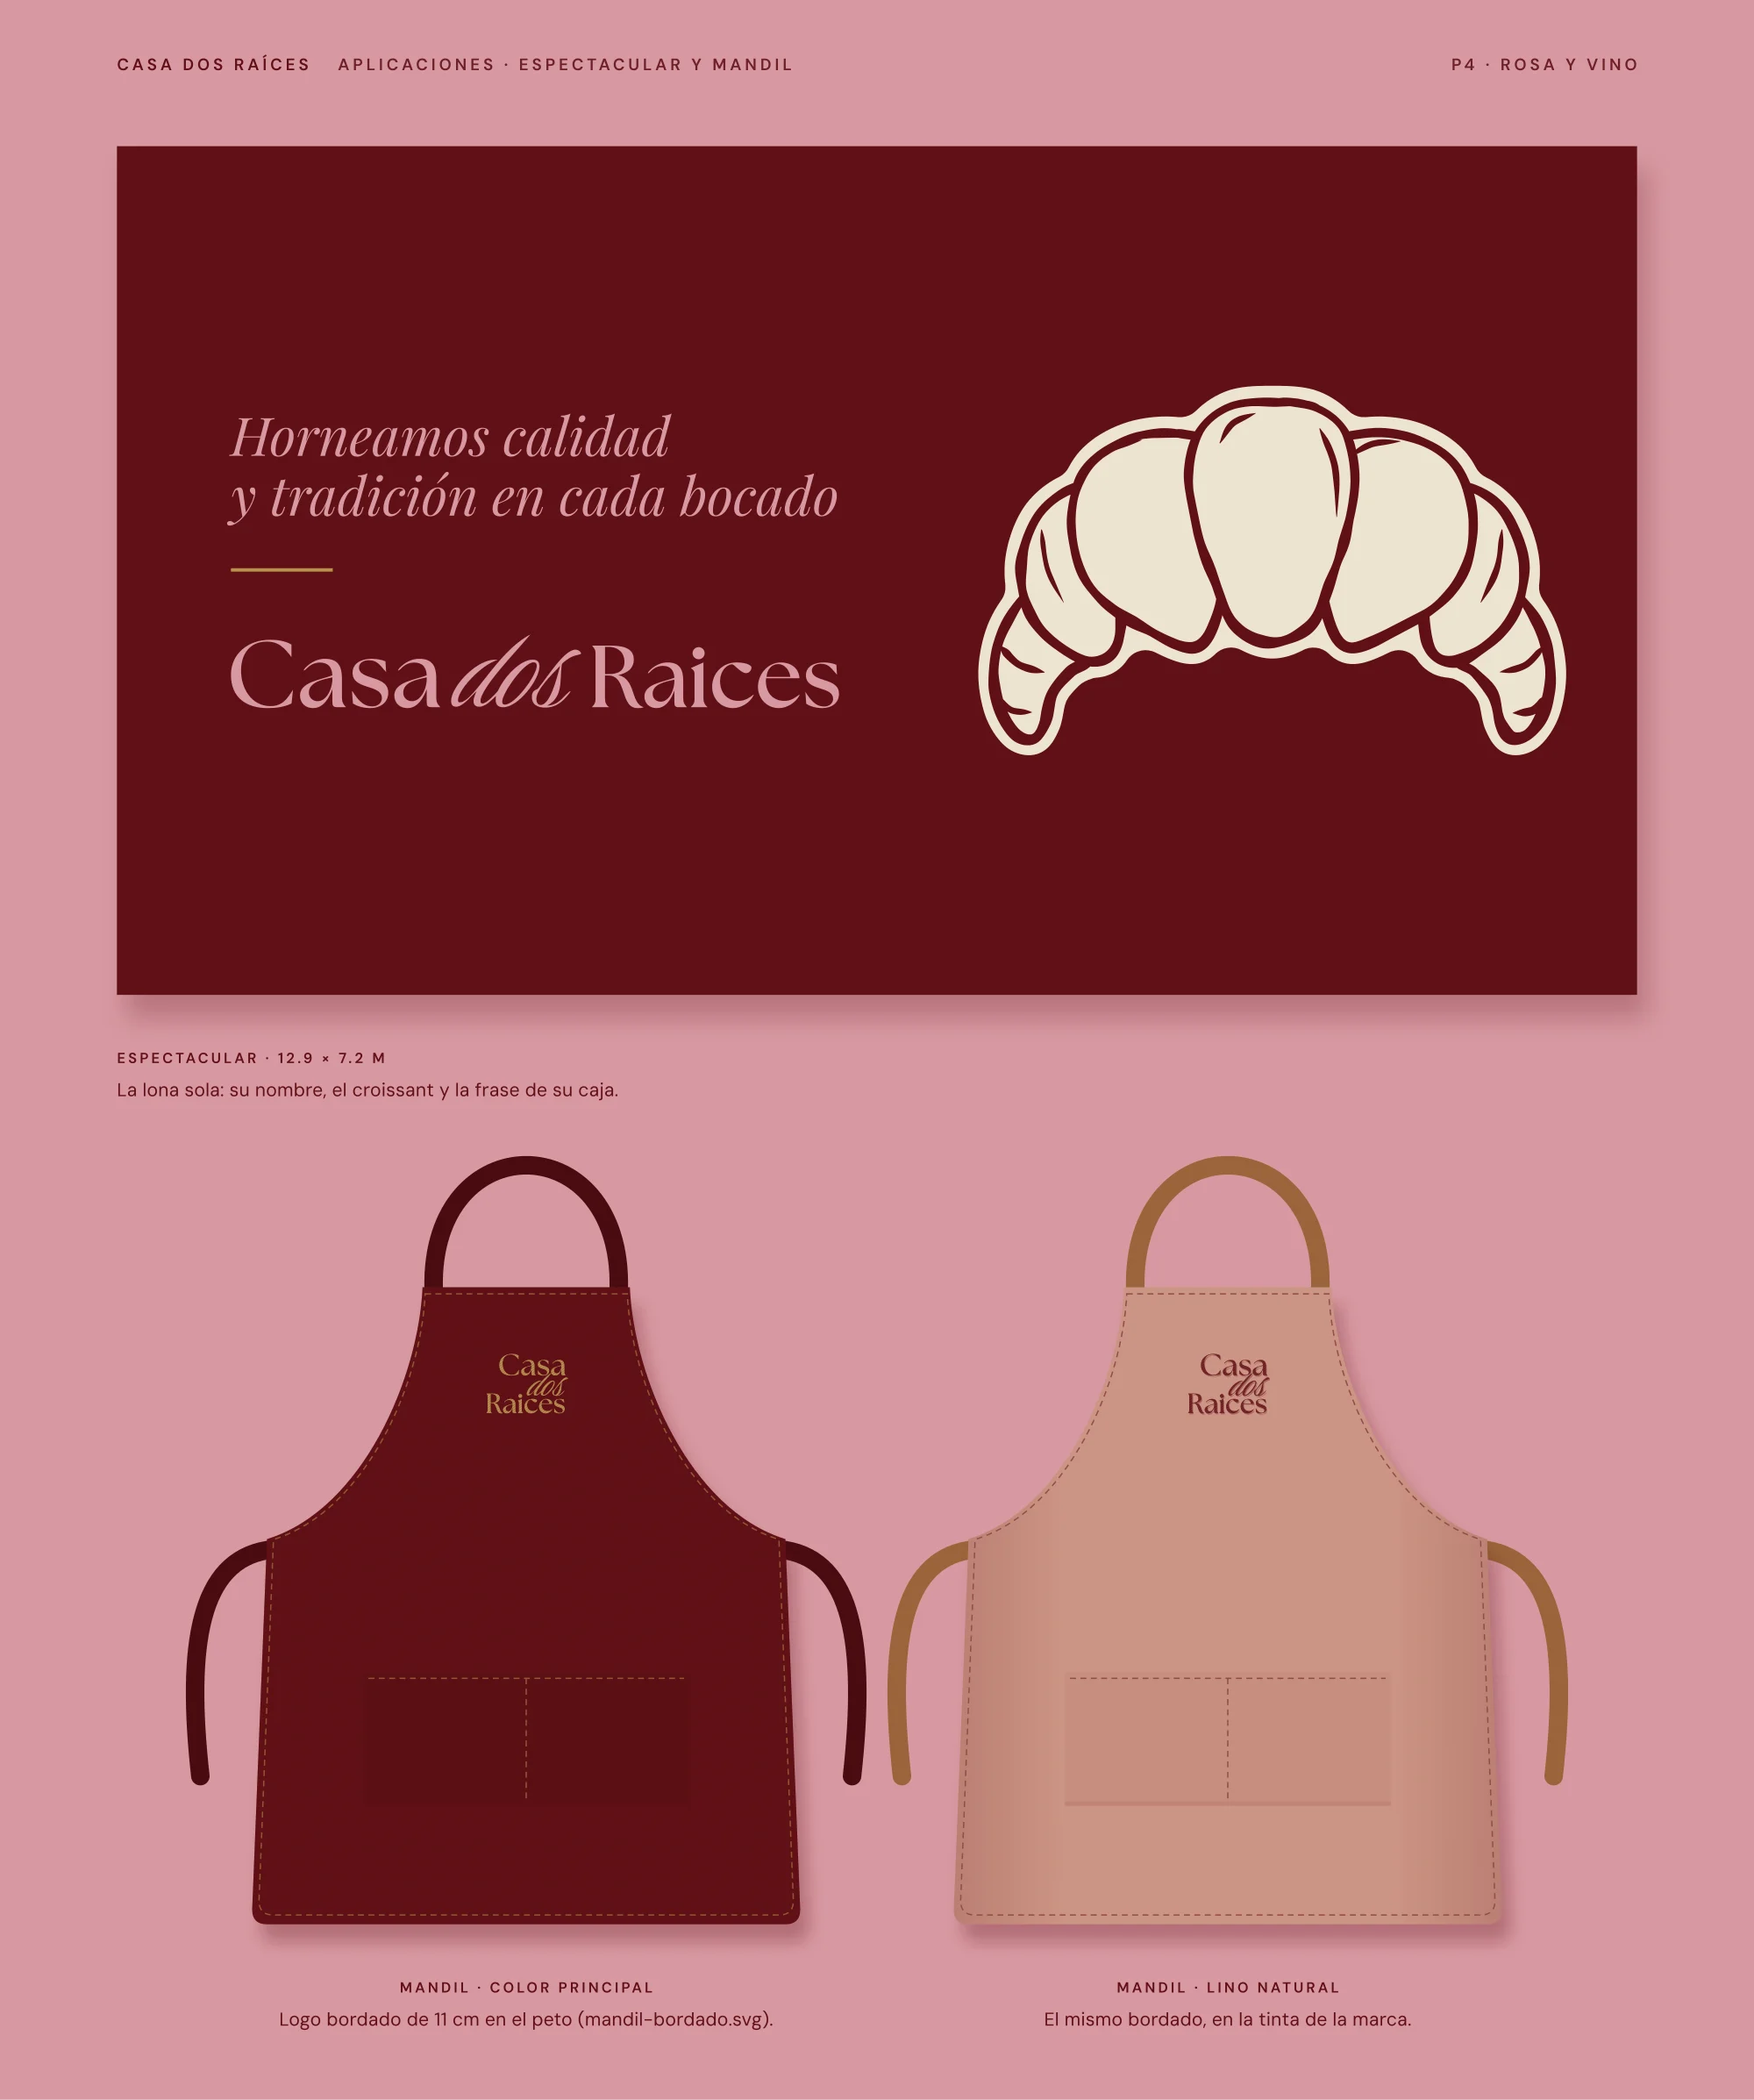 CASA DOS RAÍCES APLICACIONES · ESPECTACULAR Y MANDIL
P4 · ROSA Y VINO
Horneamos calidad
y tradición en cada bocado
Casa dos Raices
ESPECTACULAR · 12.9 × 7.2 M
La lona sola: su nombre, el croissant y la frase de su caja.
Casa
dos
Raices
Casa
dos
Raices
MANDIL · COLOR PRINCIPAL
Logo bordado de 11 cm en el peto (mandil-bordado.svg).
MANDIL · LINO NATURAL
El mismo bordado, en la tinta de la marca.